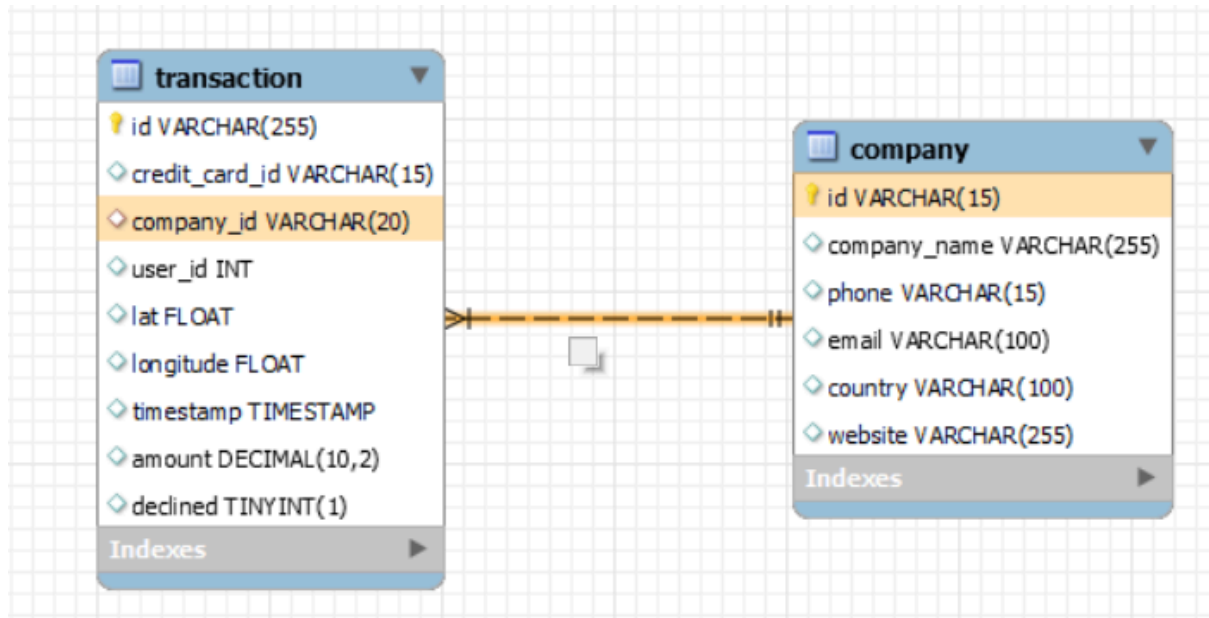 transaction
id VARCHAR(255)
credit_card_id VARCHAR(15)
company_id VARCHAR(20)
user_id INT
lat FLOAT
longitude FLOAT
timestamp TIMESTAMP
amount DECIMAL(10,2)
declined TINYINT(1)
Indexes
company
id VARCHAR(15)
company_name VARCHAR(255)
phone VARCHAR(15)
email VARCHAR(100)
country VARCHAR(100)
website VARCHAR(255)
Indexes